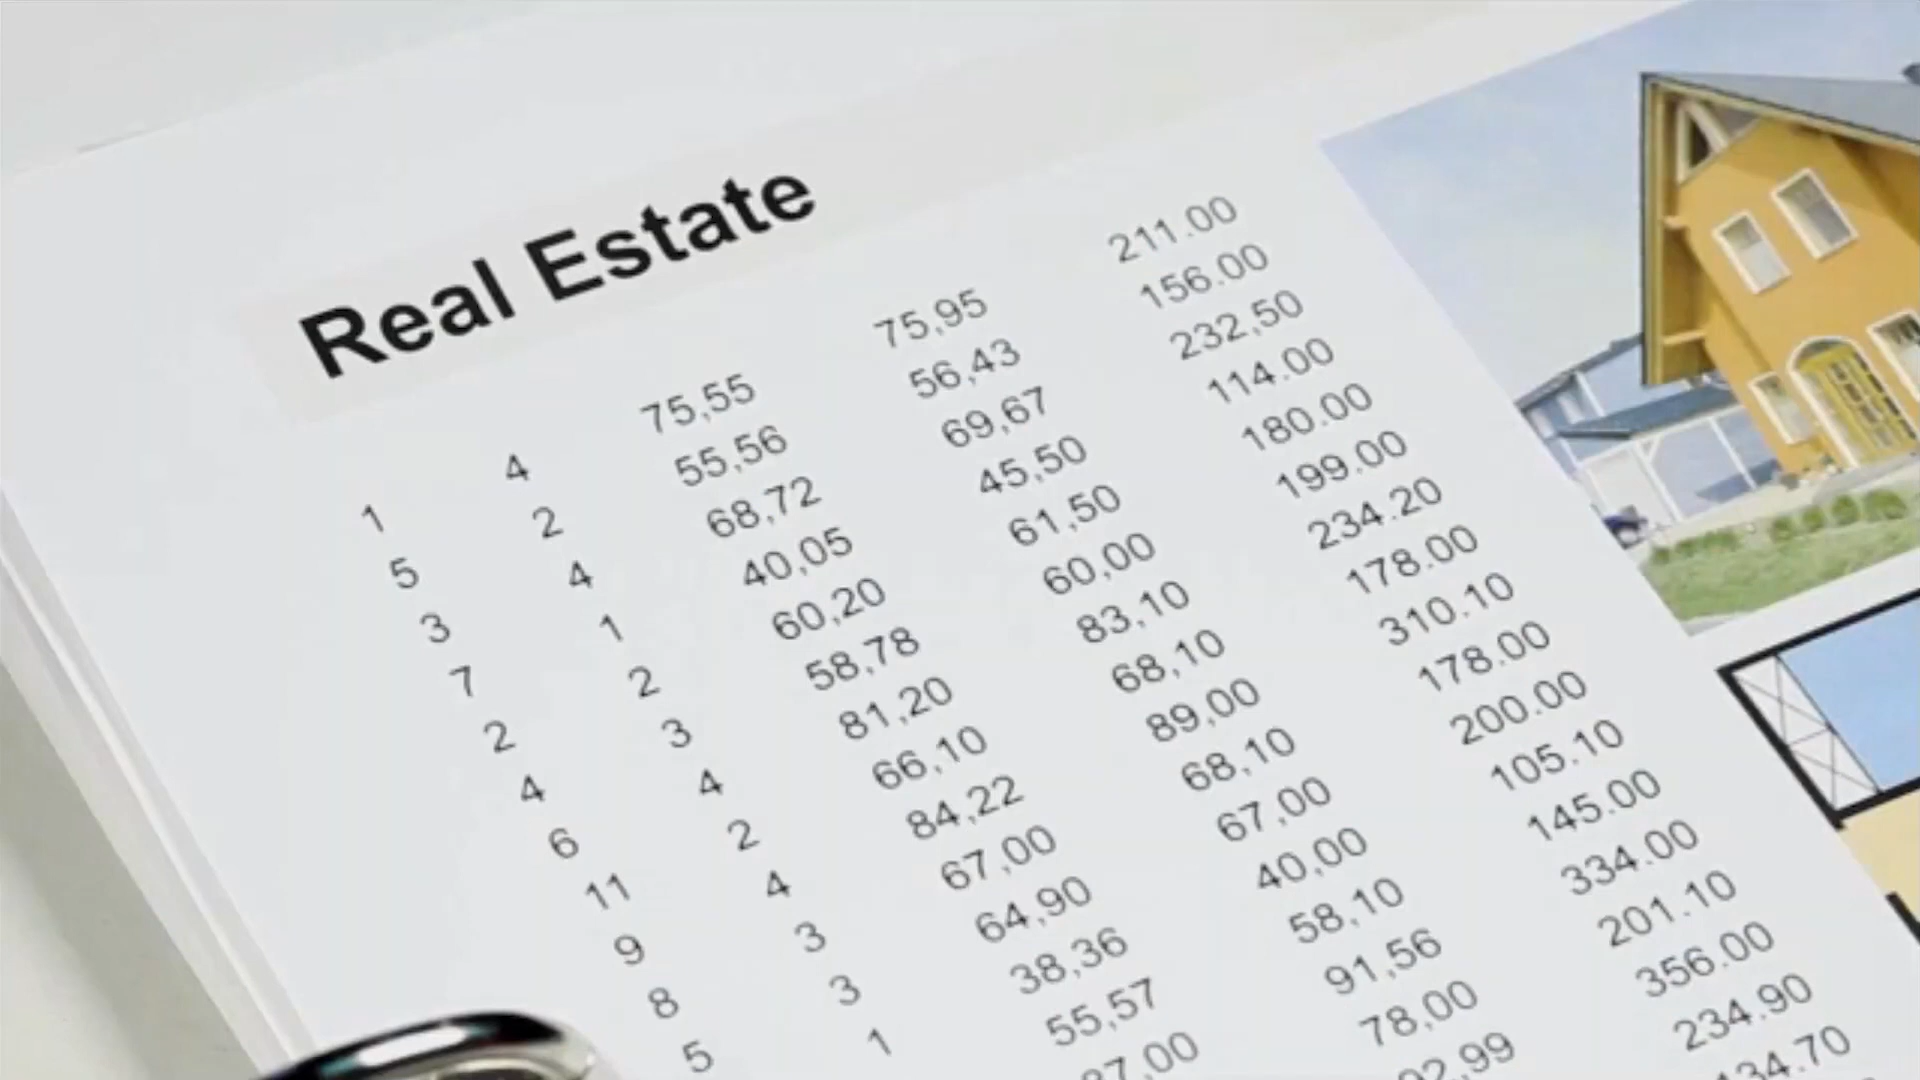 Real Estate
1 4 75,55 75,95 211.00
5 2 55,56 56,43 156.00
3 4 68,72 69,67 232,50
7 1 40,05 45,50 114.00
2 2 60,20 61,50 180.00
4 3 58,78 60,00 199.00
6 4 81,20 83,10 234.20
11 2 66,10 68,10 178.00
9 4 84,22 89,00 310.10
8 3 67,00 68,10 178.00
5 3 64,90 67,00 200.00
1 38,36 40,00 105.10
55,57 58,10 145.00
91,56 334.00
78,00 201.10
356.00
234.90